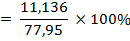 = 11,136/77,95 × 100%